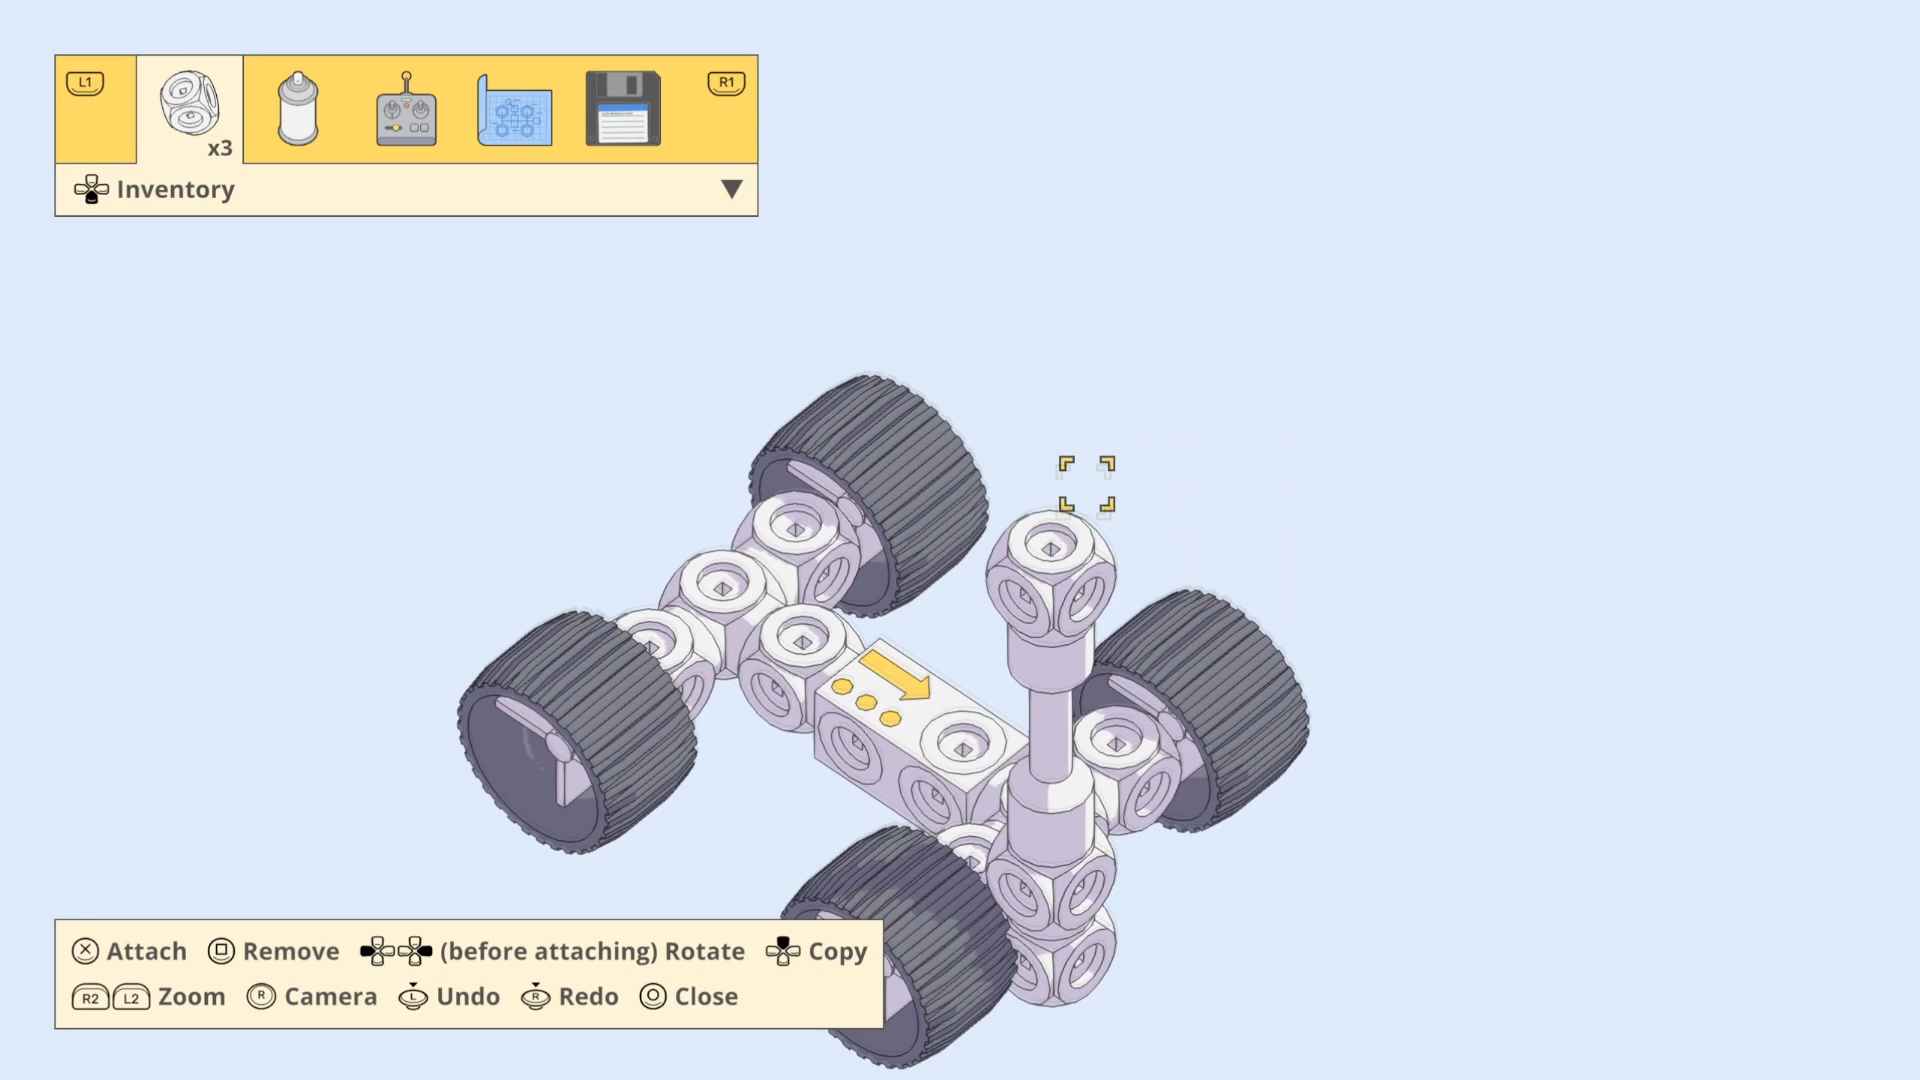 L1
R1
x3
Inventory
Attach Remove (before attaching) Rotate Copy
R2 L2 Zoom R Camera L Undo R Redo Close